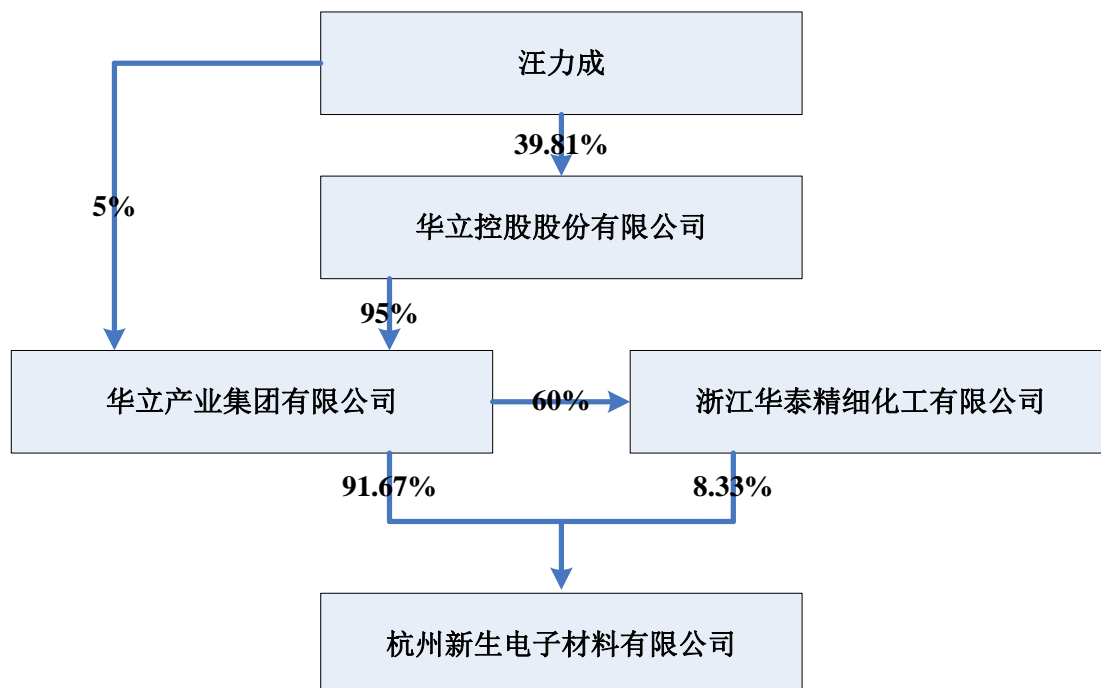 汪力成
39.81%
5%
华立控股股份有限公司
95%
华立产业集团有限公司
60%
浙江华泰精细化工有限公司
91.67%
8.33%
杭州新生电子材料有限公司